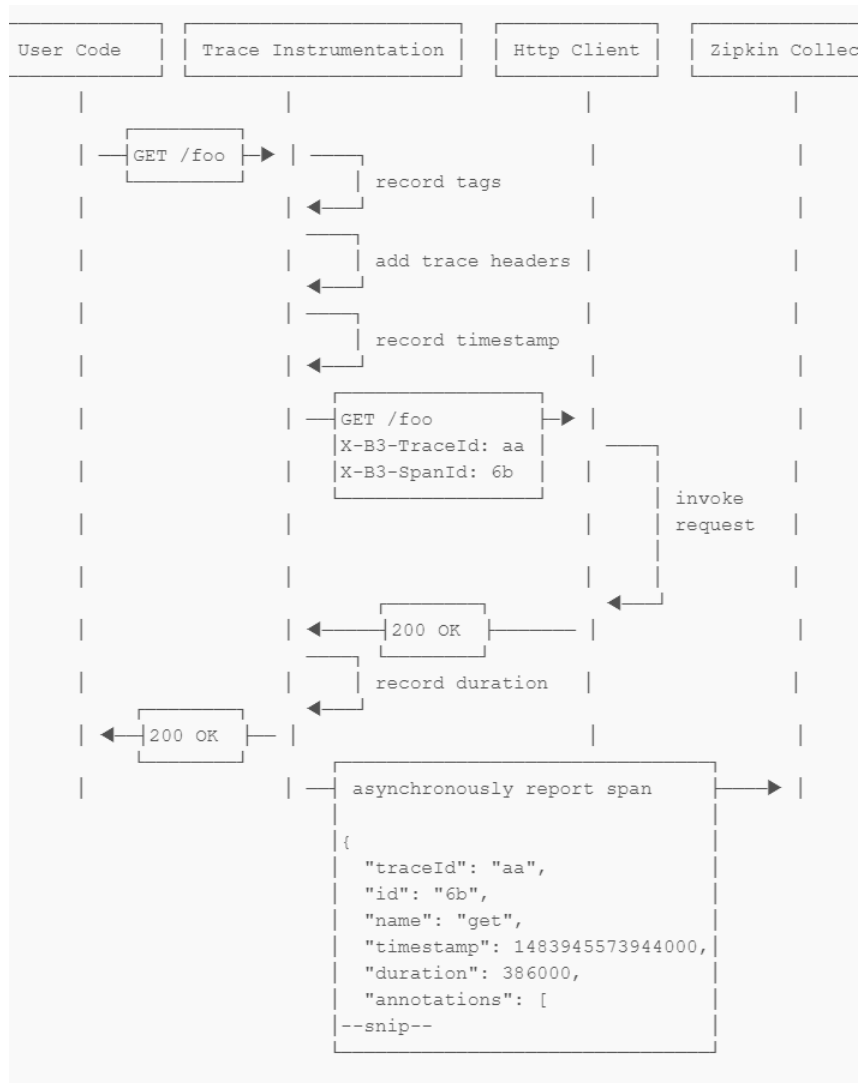 User Code Trace Instrumentation Http Client Zipkin Collec
GET /foo
record tags
add trace headers
record timestamp
GET /foo
X-B3-TraceId: aa
X-B3-SpanId: 6b
invoke
request
200 OK
record duration
200 OK
asynchronously report span
{
"traceId": "aa",
"id": "6b",
"name": "get",
"timestamp": 1483945573944000,
"duration": 386000,
"annotations": [
--snip--